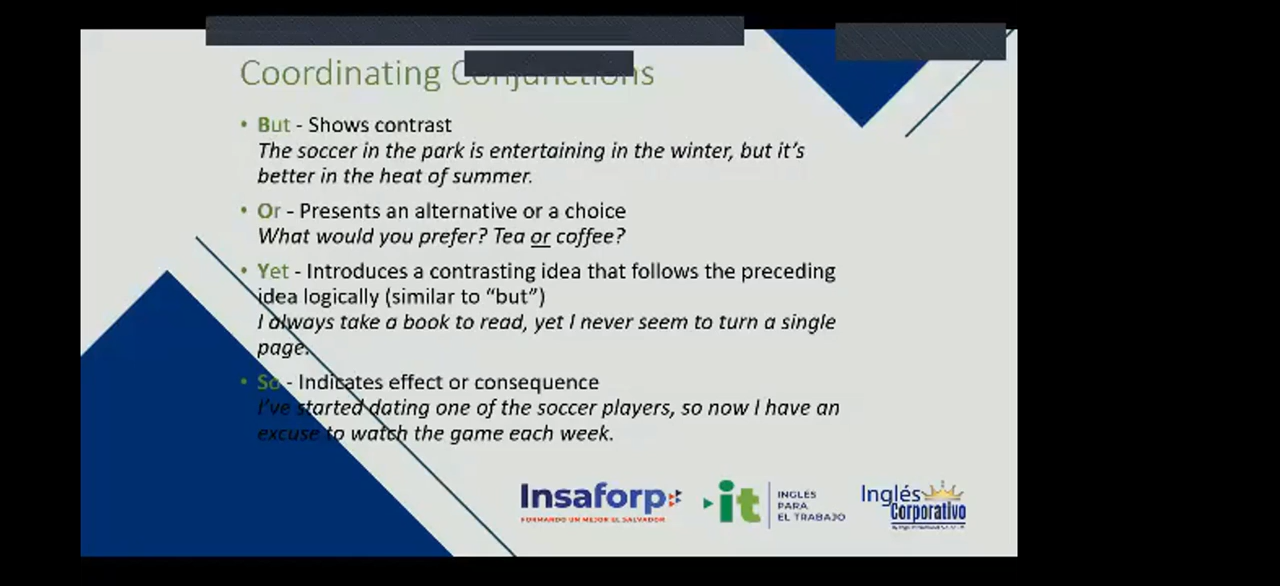 Coordinating Conjunctions
• But - Shows contrast
The soccer in the park is entertaining in the winter, but it's
better in the heat of summer.
• Or - Presents an alternative or a choice
What would you prefer? Tea or coffee?
• Yet - Introduces a contrasting idea that follows the preceding
idea logically (similar to “but”)
I always take a book to read, yet I never seem to turn a single
page.
• So - Indicates effect or consequence
I've started dating one of the soccer players, so now I have an
excuse to watch the game each week.
Insaforp
FORMANDO UN MEJOR EL SALVADOR
it
INGLÉS
PARA
EL TRABAJO
Inglés
Corporativo